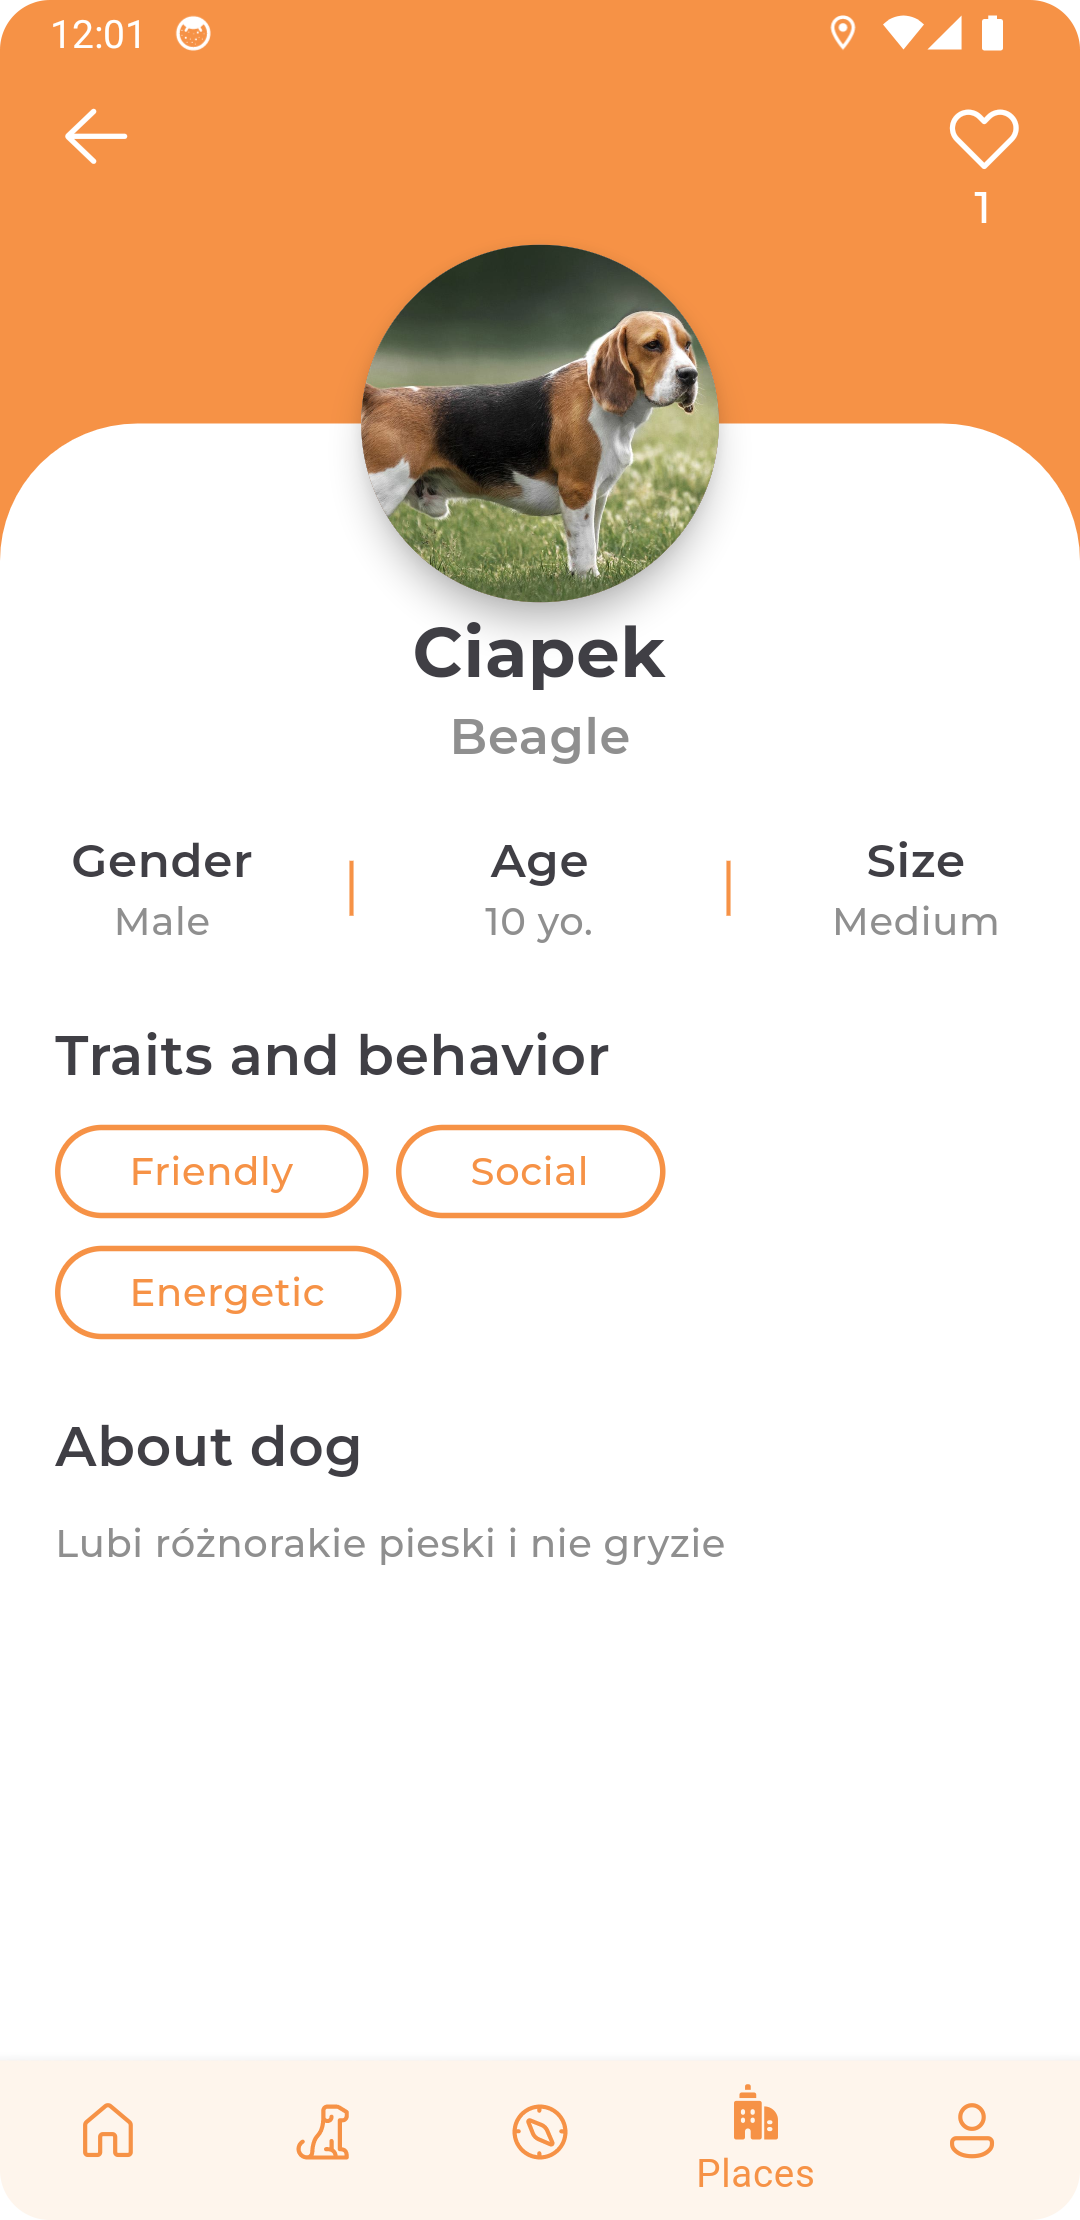 12:01
1
Ciapek
Beagle
Gender Age Size
Male 10 yo. Medium
Traits and behavior
Friendly Social
Energetic
About dog
Lubi różnorakie pieski i nie gryzie
Places